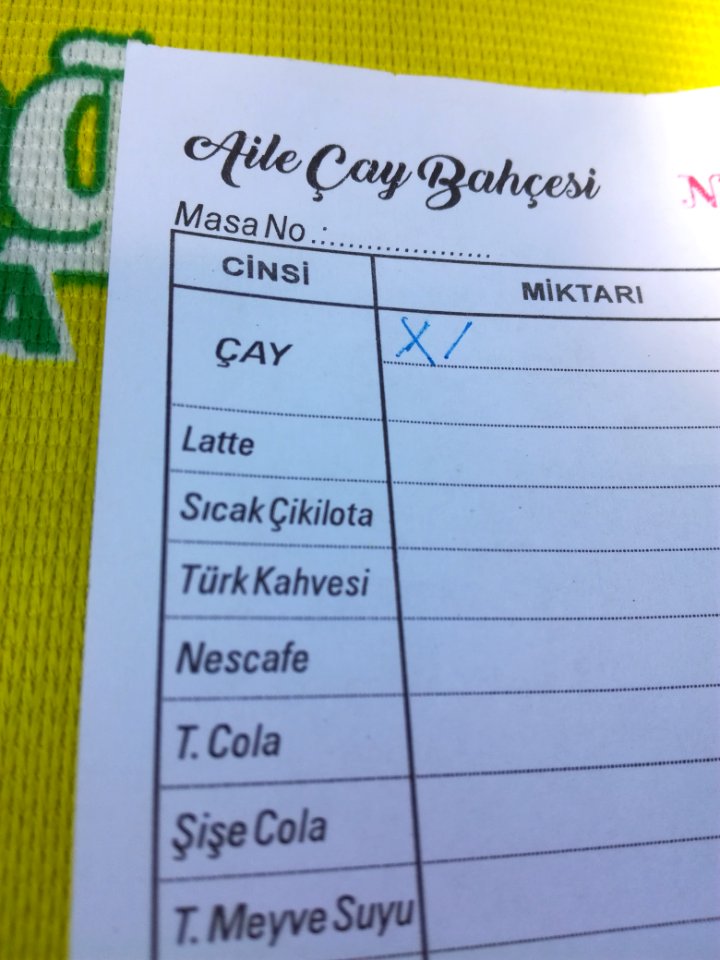 Aile Çay Bahçesi
Masa No :...................
CİNSİ MİKTARI
ÇAY X /
Latte
Sıcak Çikilota
Türk Kahvesi
Nescafe
T. Cola
Şişe Cola
T. Meyve Suyu